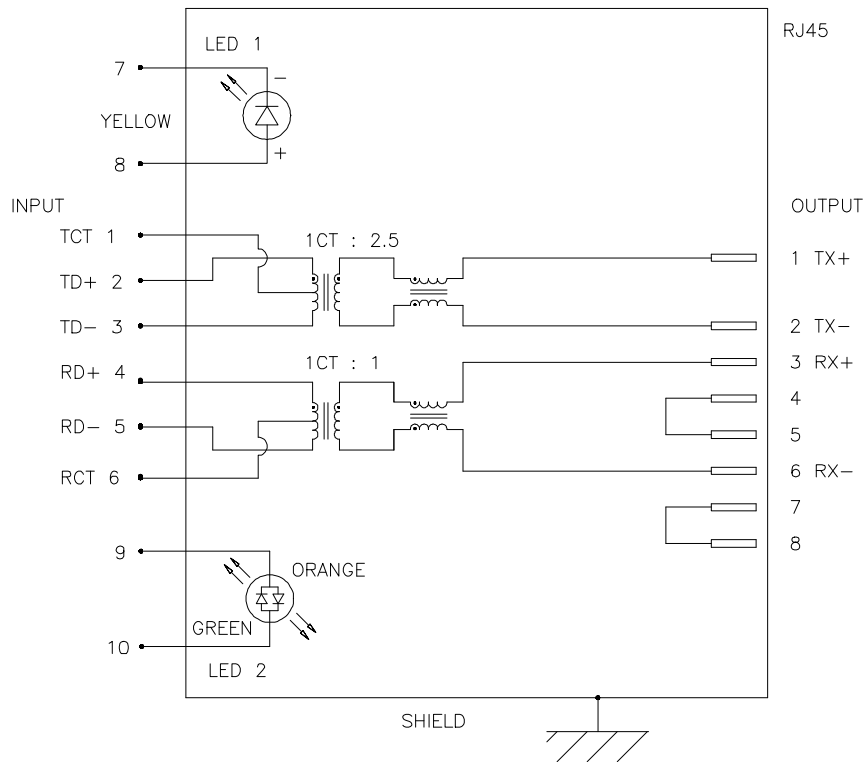 RJ45
LED 1
7
−
YELLOW
+
8
INPUT
OUTPUT
TCT 1
1CT : 2.5
1 TX+
TD+ 2
TD− 3
2 TX−
1CT : 1
3 RX+
RD+ 4
4
RD− 5
5
RCT 6
6 RX−
7
8
9
ORANGE
GREEN
10
LED 2
SHIELD